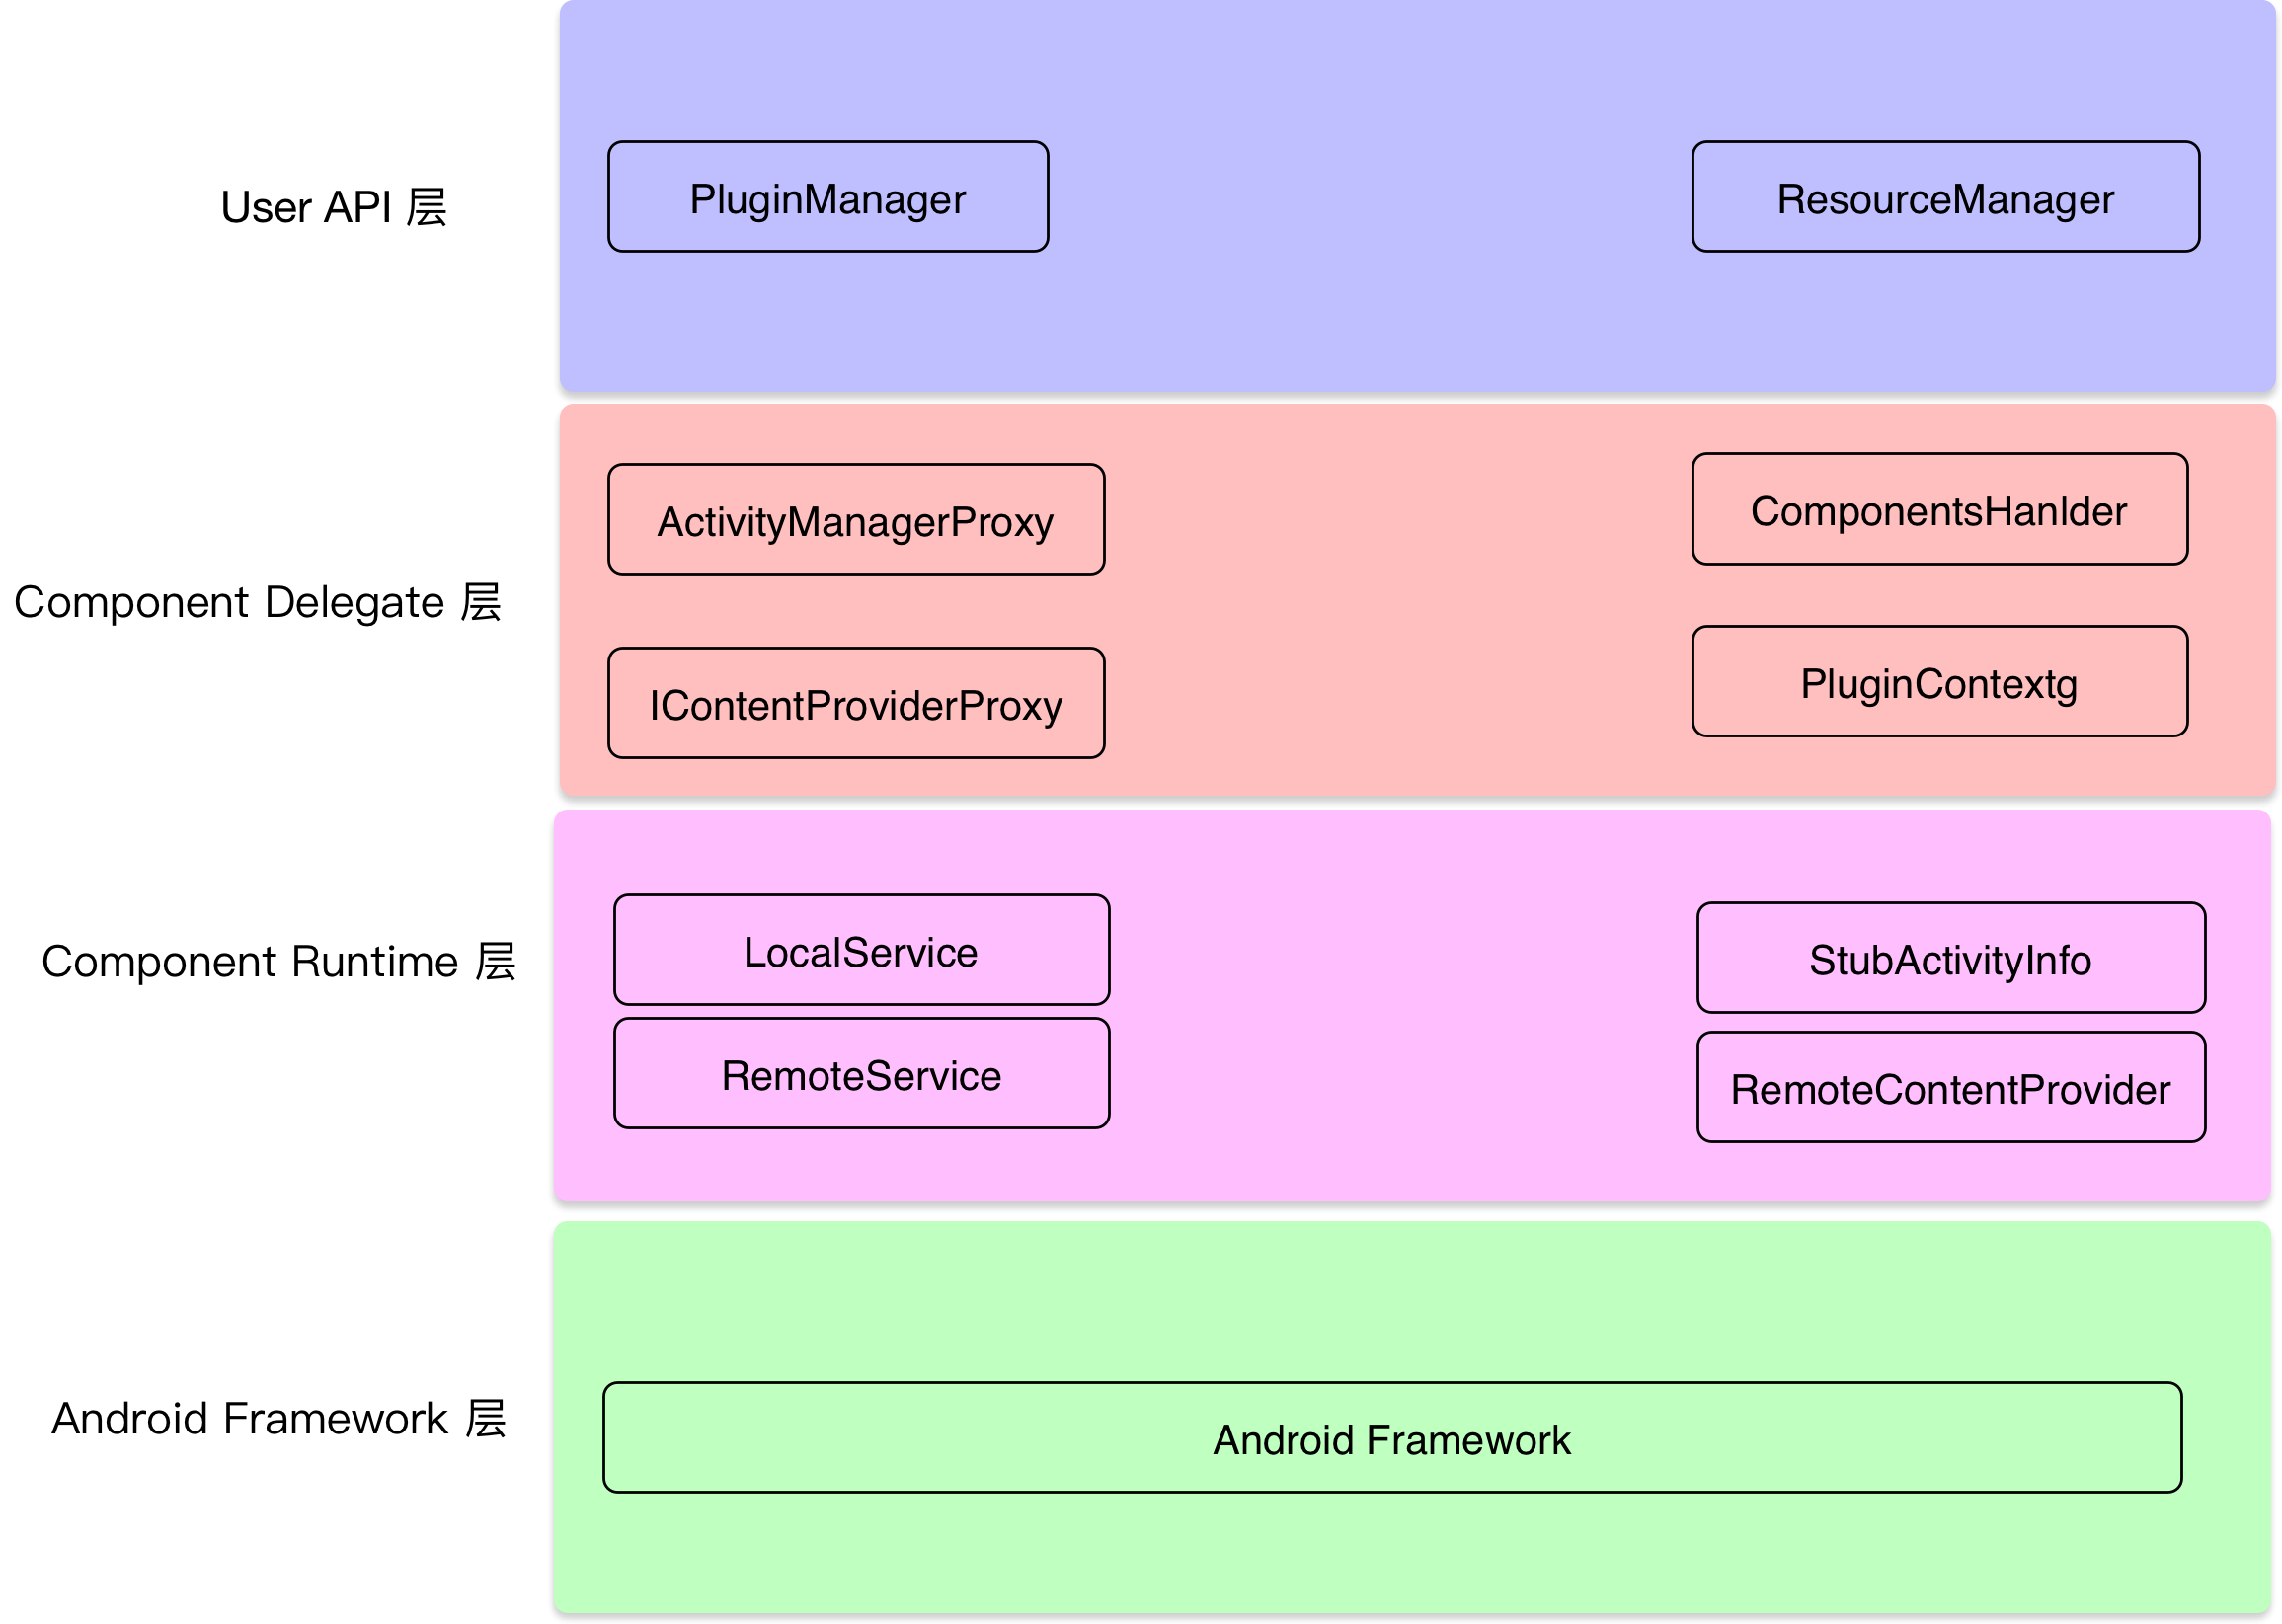 User API 层
PluginManager
ResourceManager
Component Delegate 层
ActivityManagerProxy
ComponentsHanlder
IContentProviderProxy
PluginContextg
Component Runtime 层
LocalService
StubActivityInfo
RemoteService
RemoteContentProvider
Android Framework 层
Android Framework